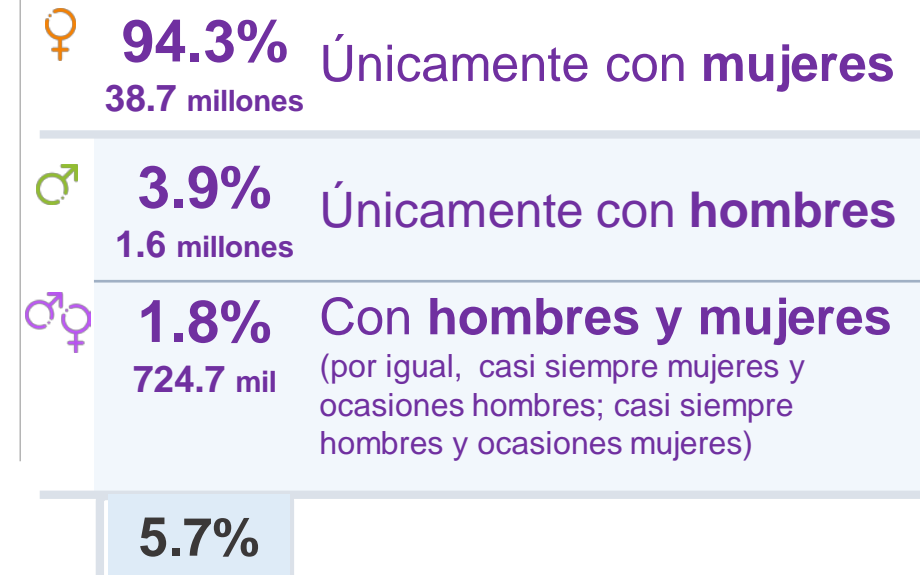 94.3%
38.7 millones
Únicamente con mujeres
3.9%
1.6 millones
Únicamente con hombres
1.8%
724.7 mil
Con hombres y mujeres
(por igual, casi siempre mujeres y
ocasiones hombres; casi siempre
hombres y ocasiones mujeres)
5.7%